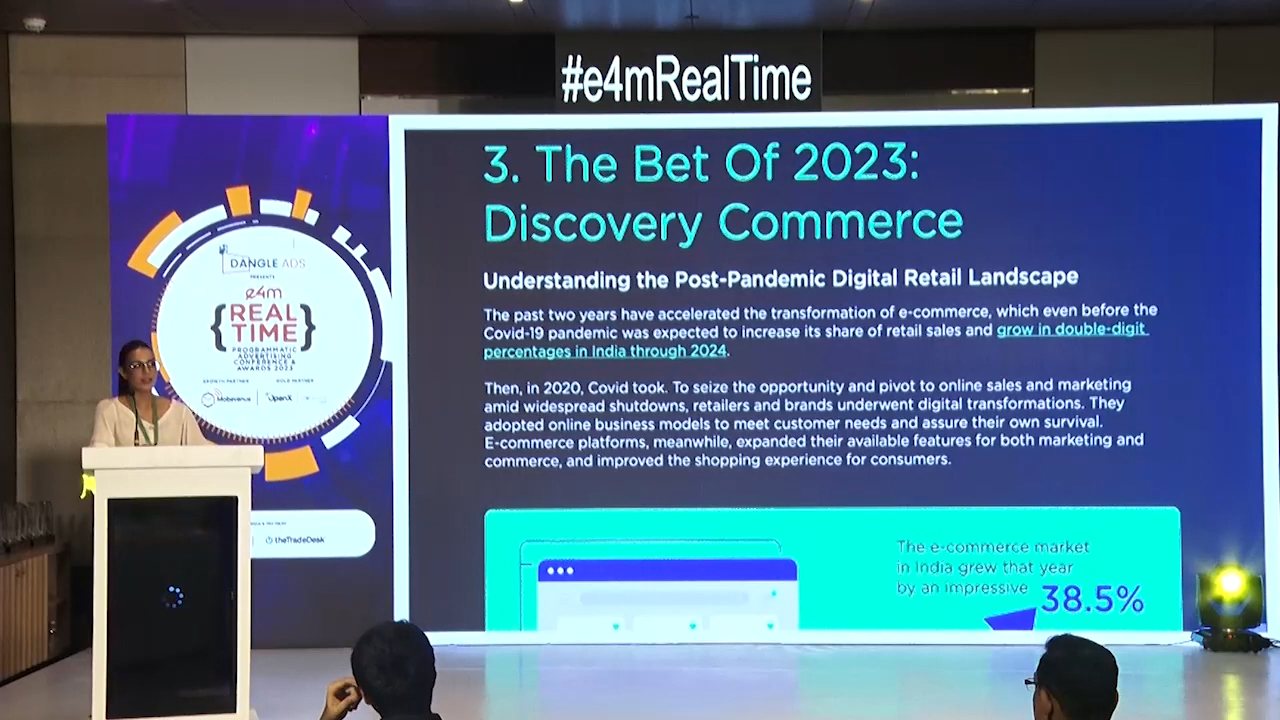 #e4mRealTime
3. The Bet Of 2023:
Discovery Commerce
Understanding the Post-Pandemic Digital Retail Landscape
The past two years have accelerated the transformation of e-commerce, which even before the
Covid-19 pandemic was expected to increase its share of retail sales and grow in double-digit
percentages in India through 2024.
Then, in 2020, Covid took. To seize the opportunity and pivot to online sales and marketing
amid widespread shutdowns, retailers and brands underwent digital transformations. They
adopted online business models to meet customer needs and assure their own survival.
E-commerce platforms, meanwhile, expanded their available features for both marketing and
commerce, and improved the shopping experience for consumers.
The e-commerce market
in India grew that year
by an impressive 38.5%
DANGLE ADS
PRESENTS
e4m
{REAL
TIME}
PROGRAMMATIC
ADVERTISING
CONFERENCE &
AWARDS 2023
GROWTH PARTNER GOLD PARTNER
Mobavenue OpenX
theTradeDesk